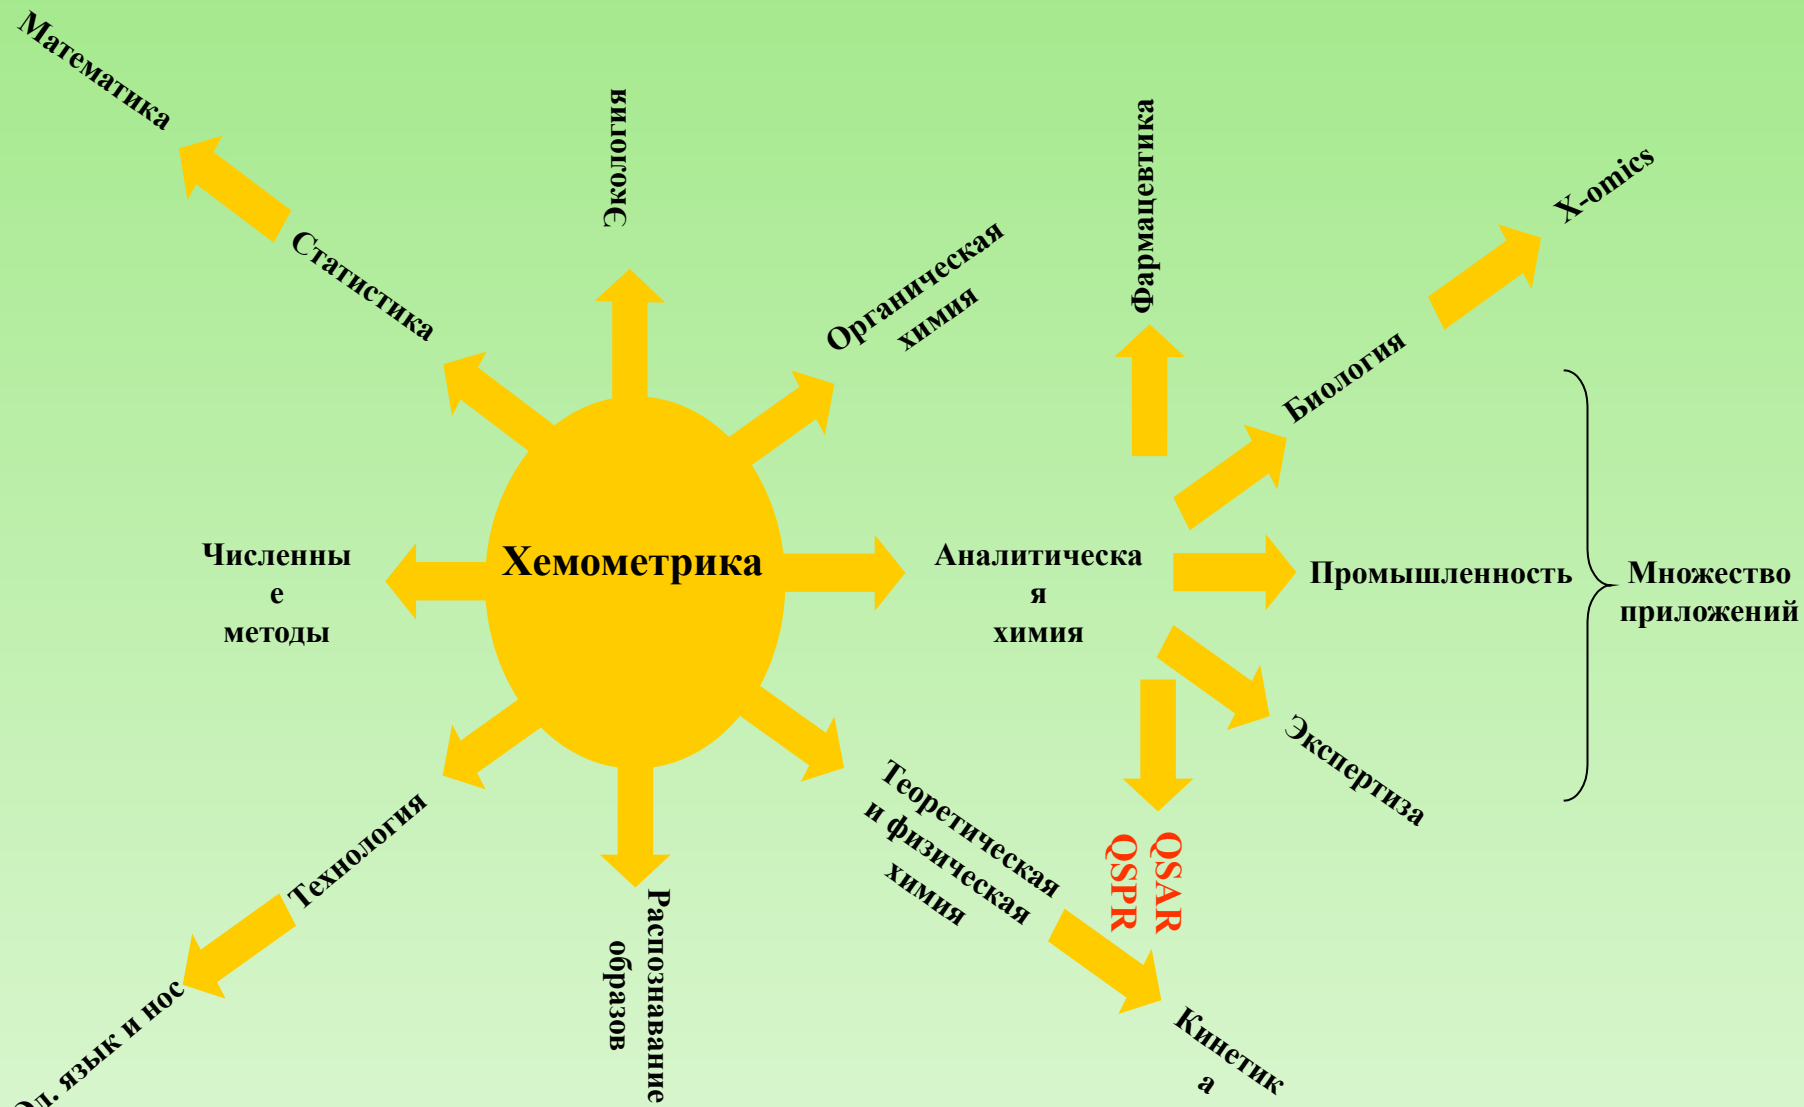 Математика
Статистика
Экология
Органическая
химия
Фармацевтика
X-omics
Биология
Численны
е
методы
Хемометрика
Аналитическа
я
химия
Промышленность
Множество
приложений
Экспертиза
Технология
Эл. язык и нос
Распознавание
образов
Теоретическая
и физическая
химия
QSAR
QSPR
Кинетик
а